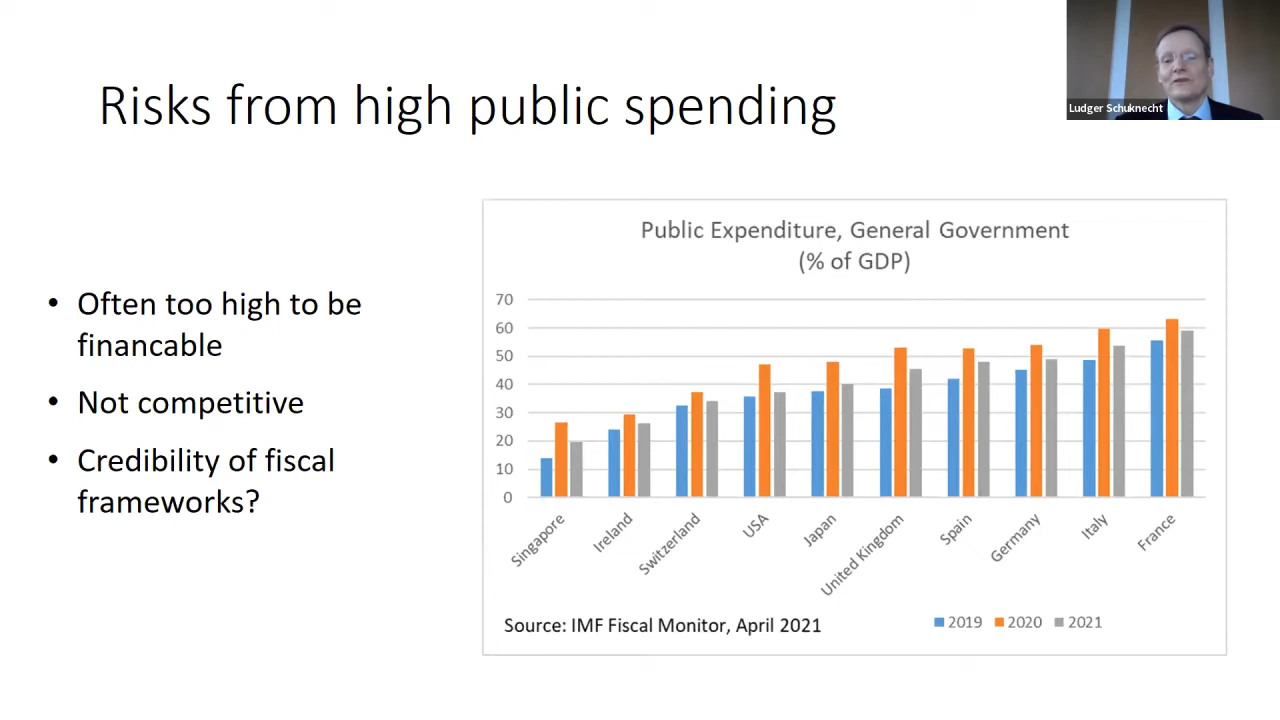 Ludger Schuknecht
Risks from high public spending
• Often too high to be
financable
• Not competitive
• Credibility of fiscal
frameworks?
Public Expenditure, General Government
(% of GDP)
70
60
50
40
30
20
10
0
Singapore
Ireland
Switzerland
USA
Japan
United Kingdom
Spain
Germany
Italy
France
Source: IMF Fiscal Monitor, April 2021
2019 2020 2021